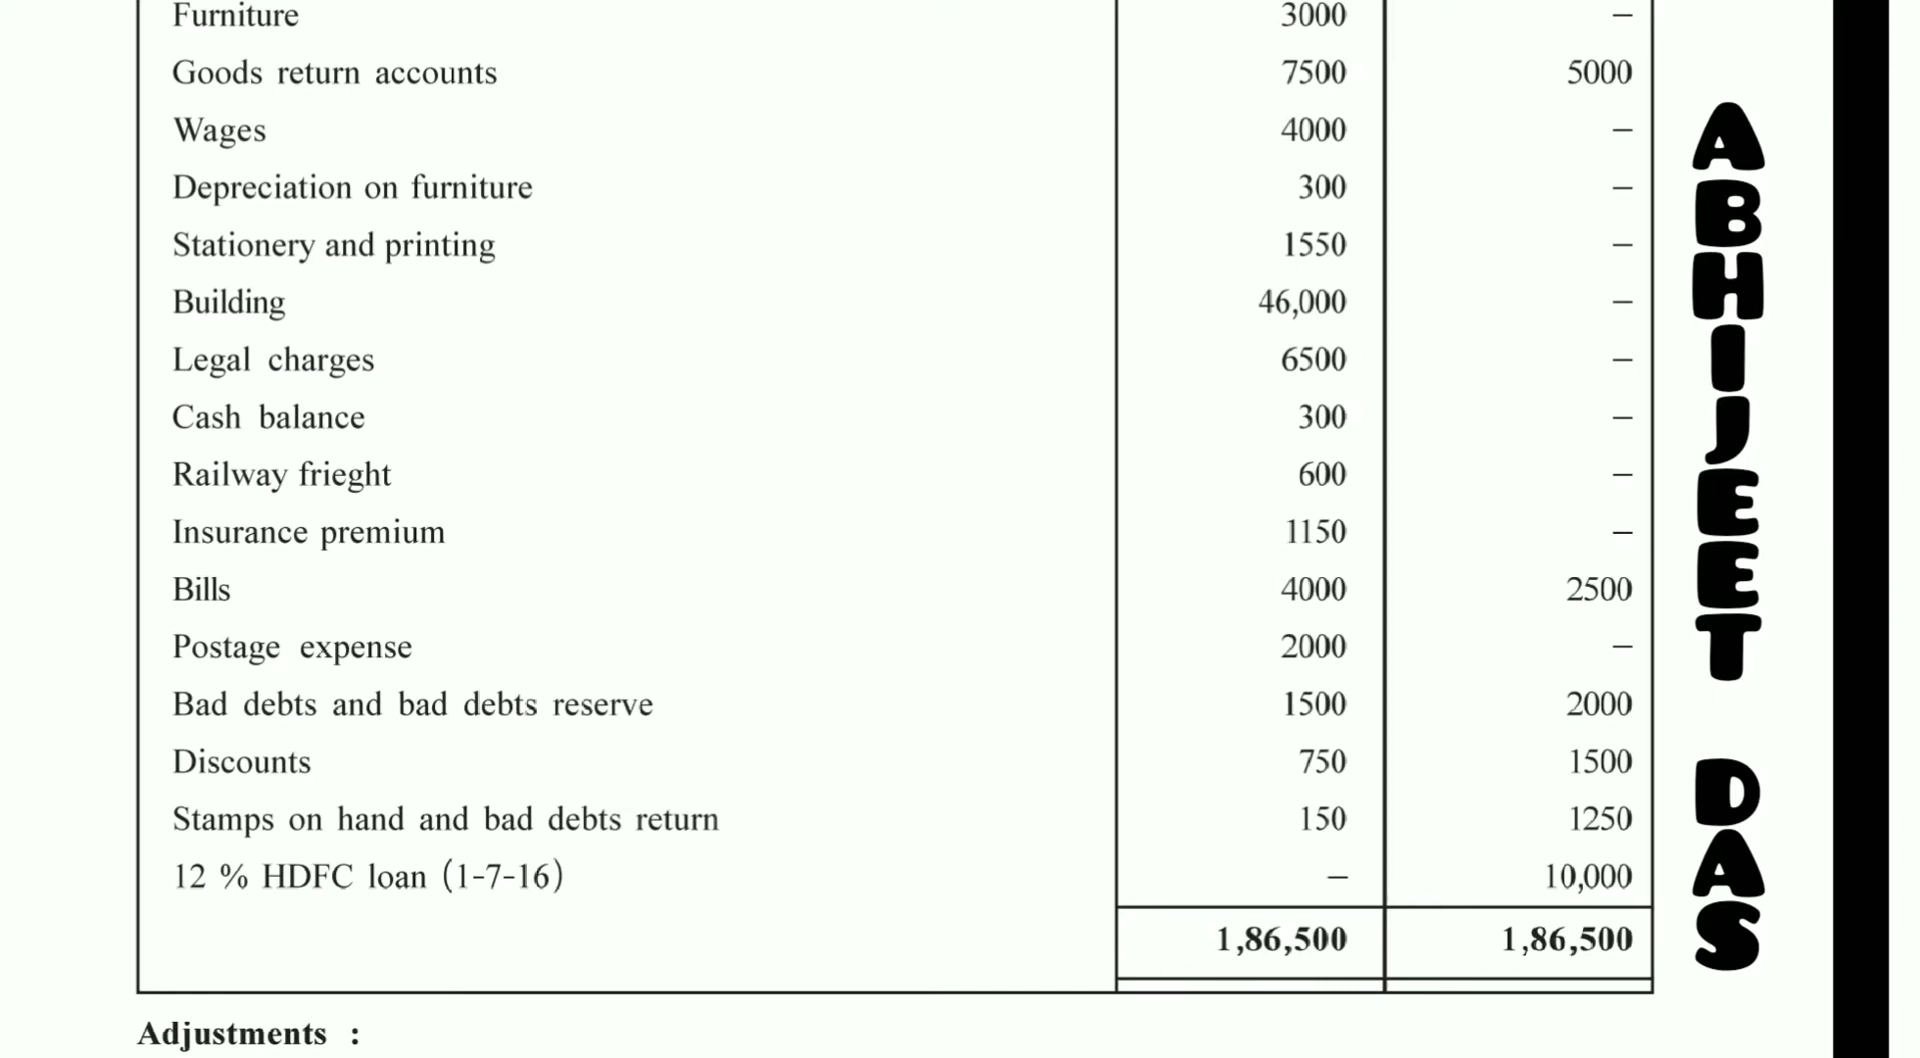 Furniture 3000 –
Goods return accounts 7500 5000
Wages 4000 –
Depreciation on furniture 300 –
Stationery and printing 1550 –
Building 46,000 –
Legal charges 6500 –
Cash balance 300 –
Railway frieght 600 –
Insurance premium 1150 –
Bills 4000 2500
Postage expense 2000 –
Bad debts and bad debts reserve 1500 2000
Discounts 750 1500
Stamps on hand and bad debts return 150 1250
12 % HDFC loan (1-7-16) – 10,000
1,86,500 1,86,500
Adjustments :
ABHIJEET DAS